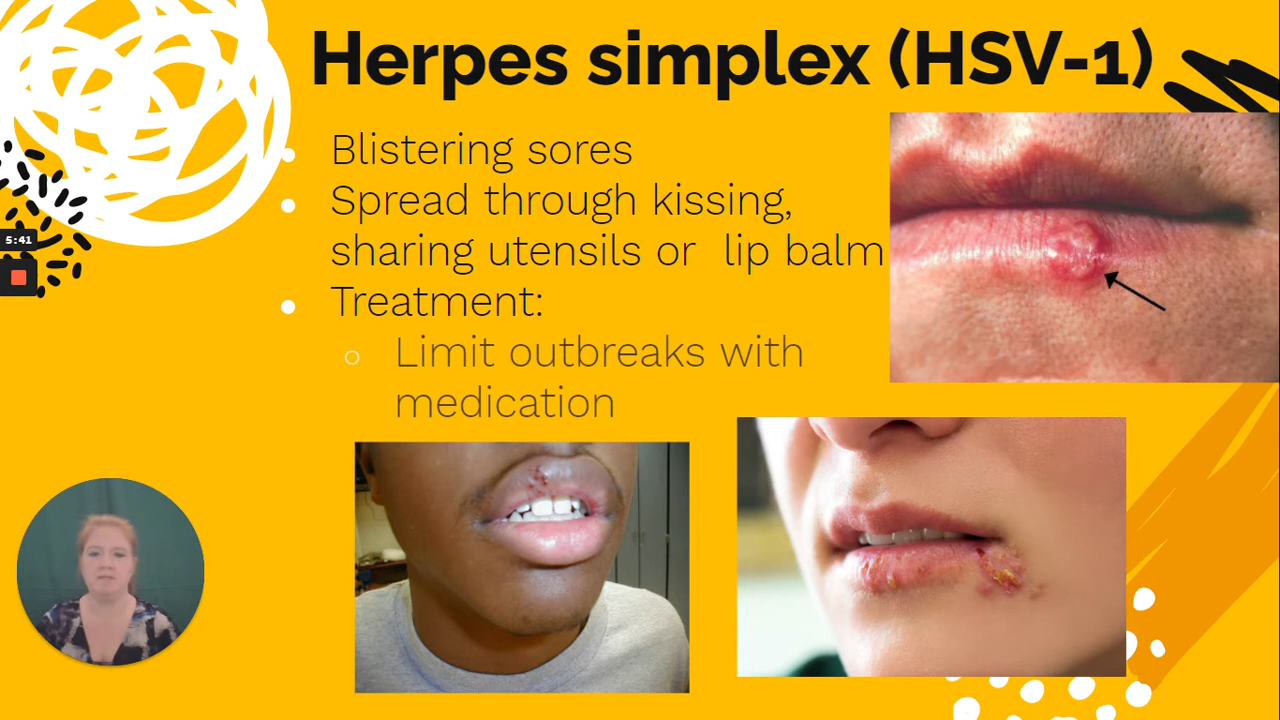 Herpes simplex (HSV-1)
Blistering sores
Spread through kissing,
sharing utensils or lip balm
Treatment:
Limit outbreaks with
medication
5:41